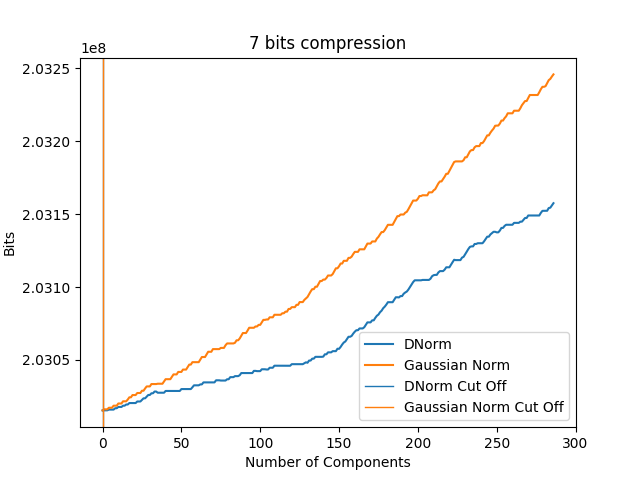 7 bits compression
1e8
2.0325
2.0320
2.0315
2.0310
2.0305
Bits
0
50
100
150
200
250
300
Number of Components
DNorm
Gaussian Norm
DNorm Cut Off
Gaussian Norm Cut Off